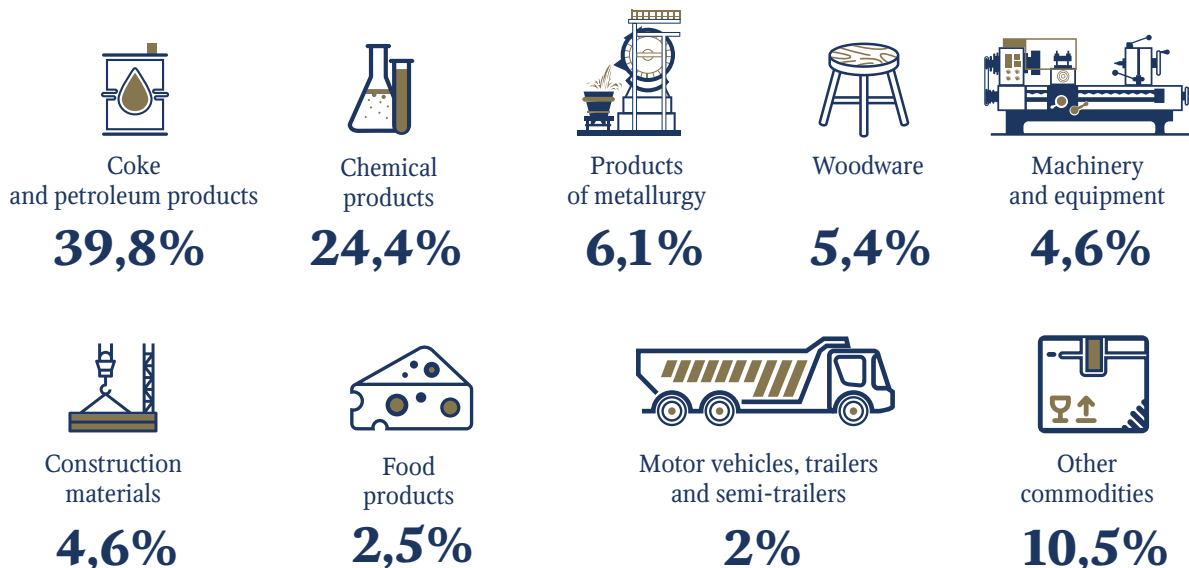 Coke
and petroleum products
39,8%
Chemical
products
24,4%
Products
of metallurgy
6,1%
Woodware
5,4%
Machinery
and equipment
4,6%
Construction
materials
4,6%
Food
products
2,5%
Motor vehicles, trailers
and semi-trailers
2%
Other
commodities
10,5%